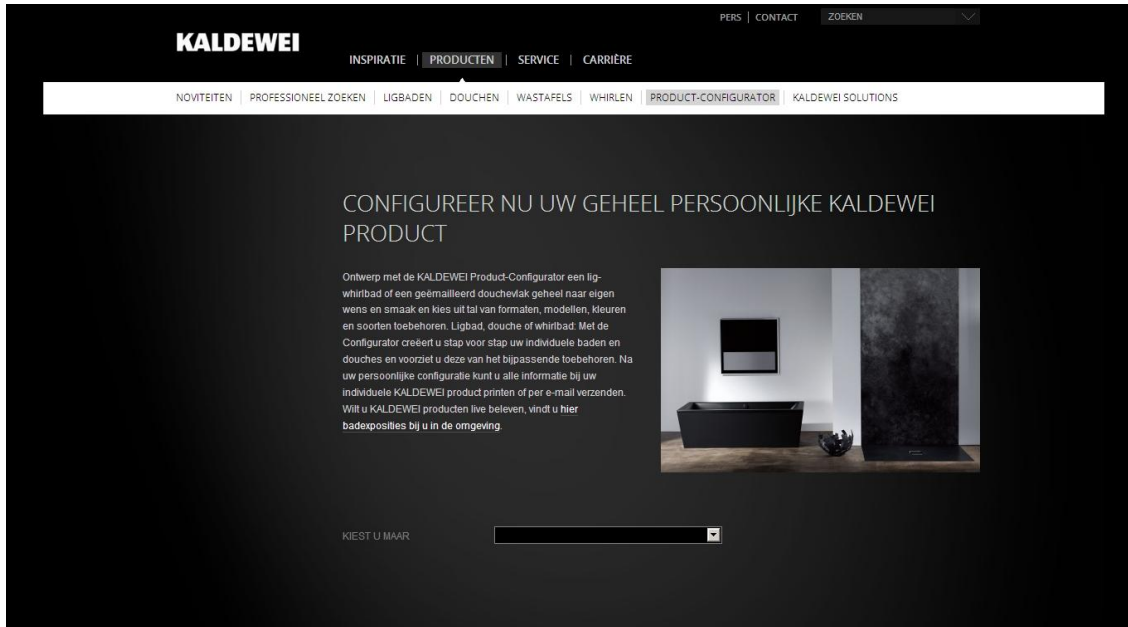 PERS | CONTACT ZOEKEN
KALDEWEI
INSPIRATIE | PRODUCTEN | SERVICE | CARRIÈRE
NOVITEITEN | PROFESSIONEEL ZOEKEN | LIGBADEN | DOUCHEN | WASTAFELS | WHIRLEN | PRODUCT-CONFIGURATOR | KALDEWEI SOLUTIONS
CONFIGUREER NU UW GEHEEL PERSOONLIJKE KALDEWEI
PRODUCT
Ontwerp met de KALDEWEI Product-Configurator een lig-
whirlbad of een geëmailleerd douchevlak geheel naar eigen
wens en smaak en kies uit tal van formaten, modellen, kleuren
en soorten toebehoren. Ligbad, douche of whirlbad: Met de
Configurator creëert u stap voor stap uw individuele baden en
douches en voorziet u deze van het bijpassende toebehoren. Na
uw persoonlijke configuratie kunt u alle informatie bij uw
individuele KALDEWEI product printen of per e-mail verzenden.
Wilt u KALDEWEI producten live beleven, vindt u hier
badexposities bij u in de omgeving.
KIEST U MAAR